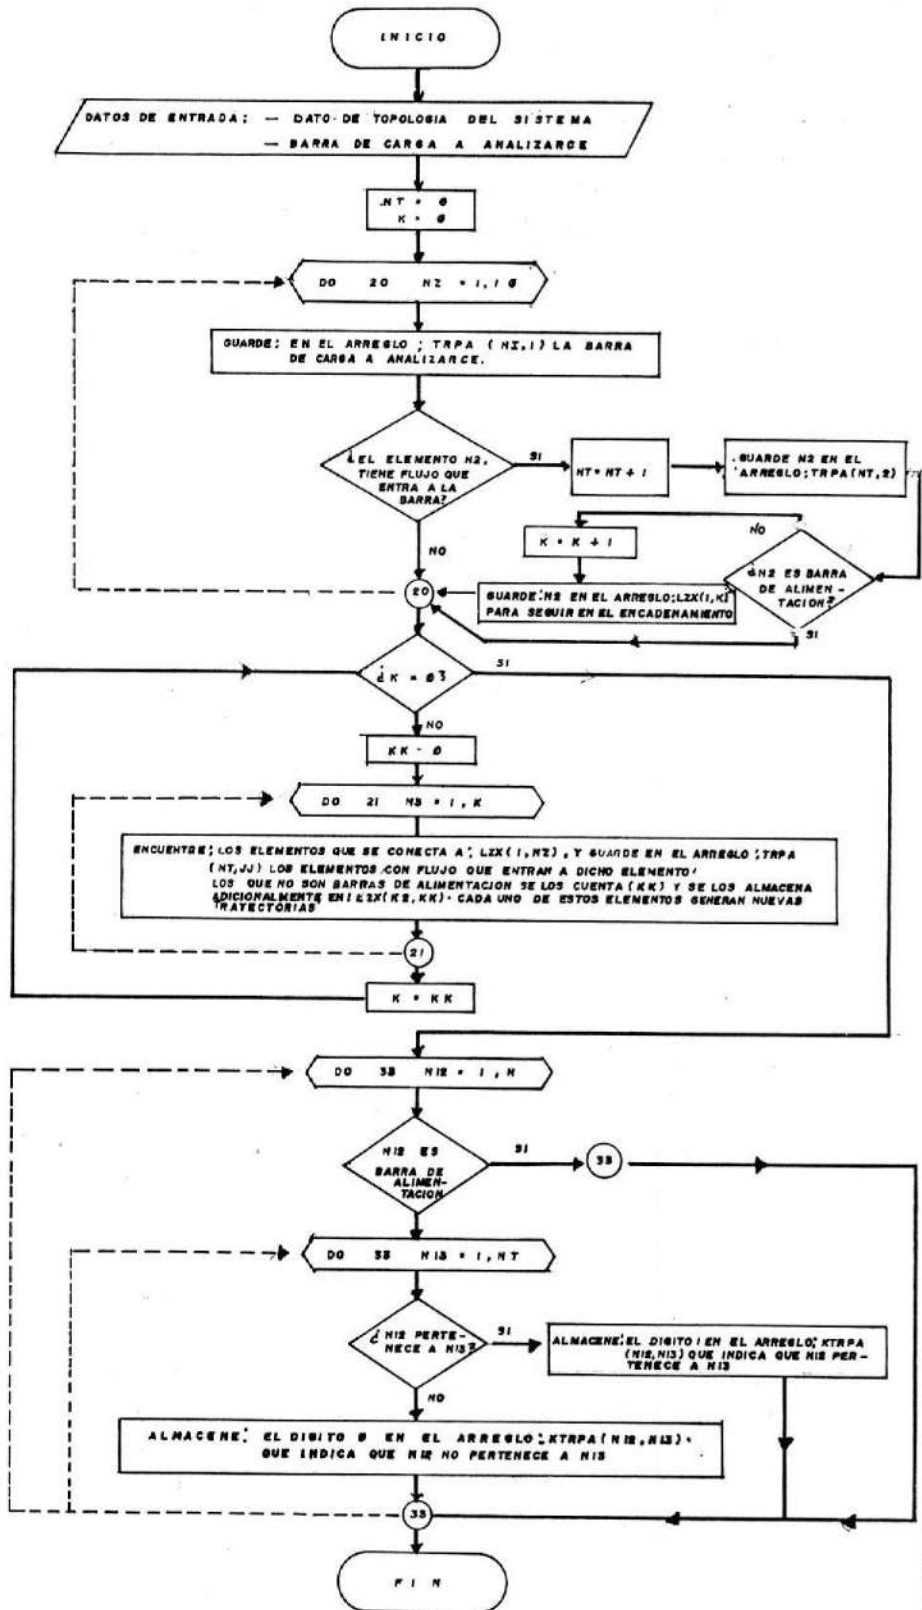 INICIO
DATOS DE ENTRADA: — DATO DE TOPOLOGIA DEL SISTEMA
— BARRA DE CARGA A ANALIZARCE
NT = 0
K = 0
DO 20 N2 = 1,10
GUARDE: EN EL ARREGLO; TRPA (NI,1) LA BARRA
DE CARGA A ANALIZARCE.
¿EL ELEMENTO N2,
TIENE FLUJO QUE
ENTRA A LA
BARRA?
SI
NT = NT + 1
GUARDE N2 EN EL
ARREGLO; TRPA(NT,2)
NO
K = K + 1
¿N2 ES BARRA
DE ALIMEN-
TACION?
NO
20
GUARDE: N2 EN EL ARREGLO; LZX(1,K)
PARA SEGUIR EN EL ENCADENAMIENTO
SI
¿K = 0?
SI
NO
KK - 0
DO 21 N3 = 1, K
ENCUENTRE; LOS ELEMENTOS QUE SE CONECTA A; LZX(1,NZ), Y GUARDE EN EL ARREGLO; TRPA
(NT,JJ) LOS ELEMENTOS CON FLUJO QUE ENTRAN A DICHO ELEMENTO.
LOS QUE NO SON BARRAS DE ALIMENTACION SE LOS CUENTA (KK) Y SE LOS ALMACENA
ADICIONALMENTE EN: LZX(K2,KK). CADA UNO DE ESTOS ELEMENTOS GENERAN NUEVAS
TRAYECTORIAS
21
K = KK
DO 33 N12 = 1, N
N12 ES
BARRA DE
ALIMEN-
TACION
SI
33
DO 33 N13 = 1, NT
¿N12 PERTE-
NECE A N13?
SI
ALMACENE: EL DIGITO 1 EN EL ARREGLO; KTRPA
(N12,N13) QUE INDICA QUE N12 PER-
TENECE A N13
NO
ALMACENE: EL DIGITO 0 EN EL ARREGLO; KTRPA(N12,N13).
QUE INDICA QUE N12 NO PERTENECE A N13
33
FIN